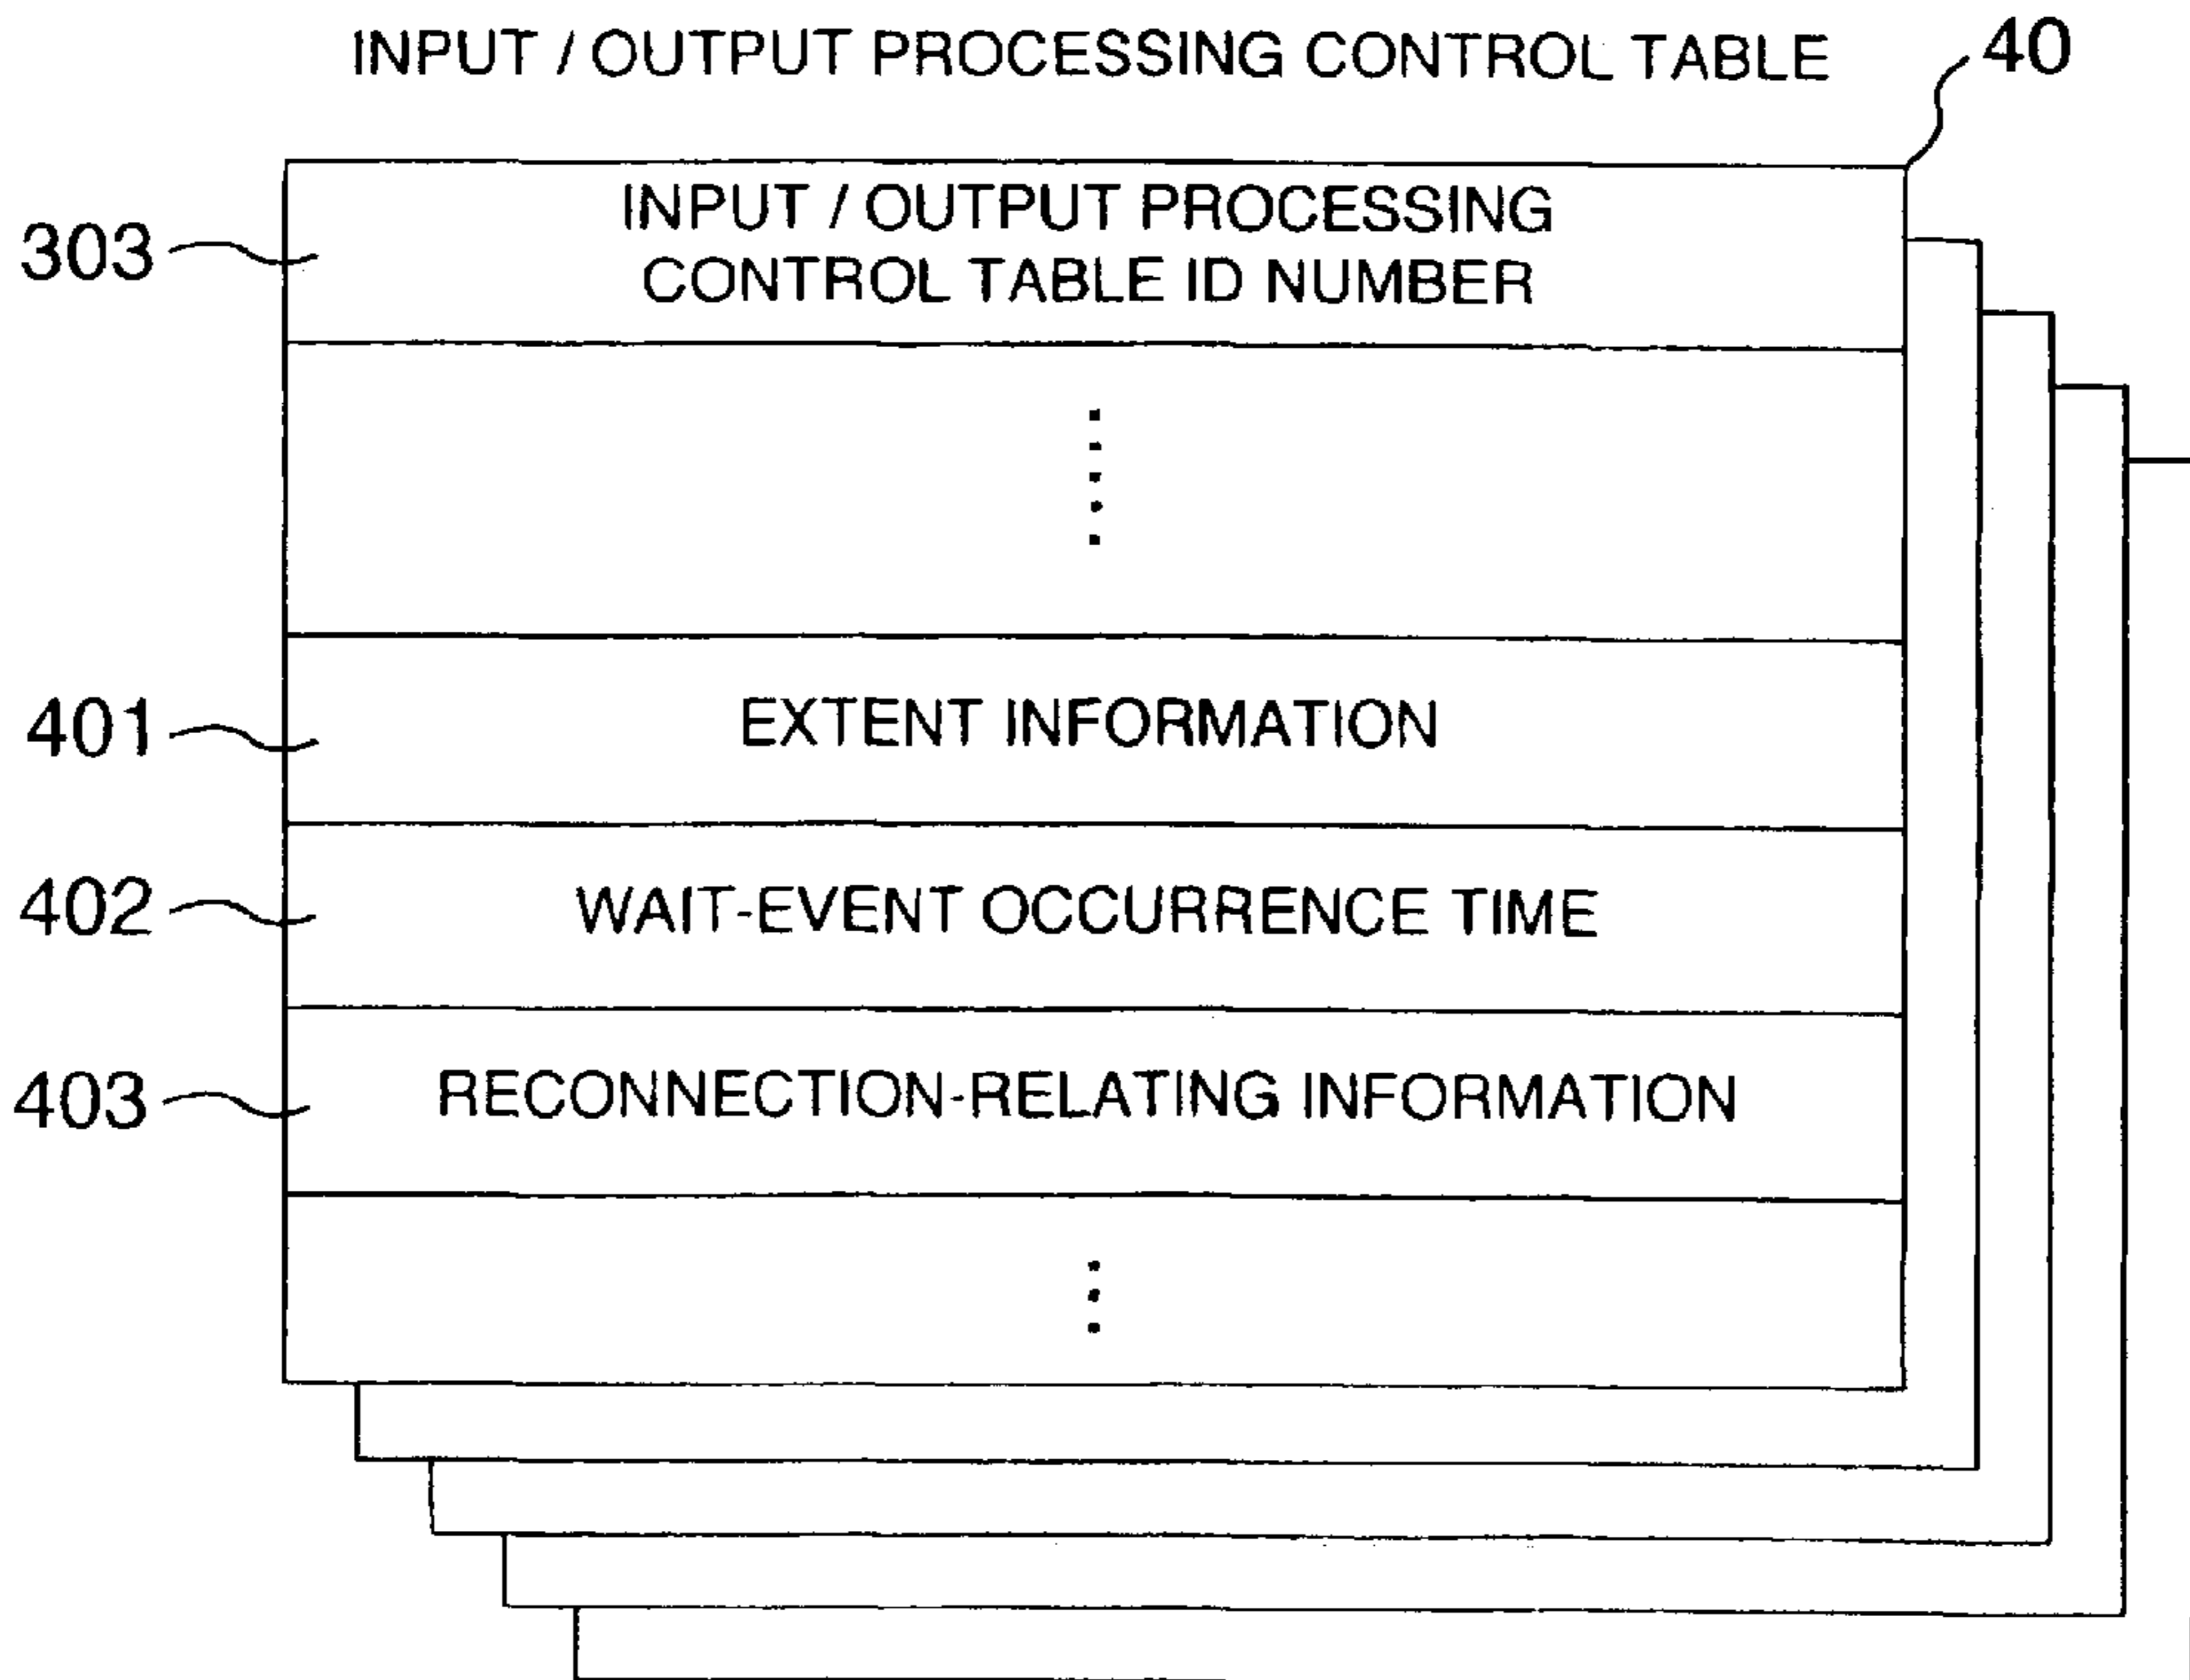 INPUT / OUTPUT PROCESSING CONTROL TABLE
40
303
INPUT / OUTPUT PROCESSING
CONTROL TABLE ID NUMBER
401
EXTENT INFORMATION
402
WAIT-EVENT OCCURRENCE TIME
403
RECONNECTION-RELATING INFORMATION